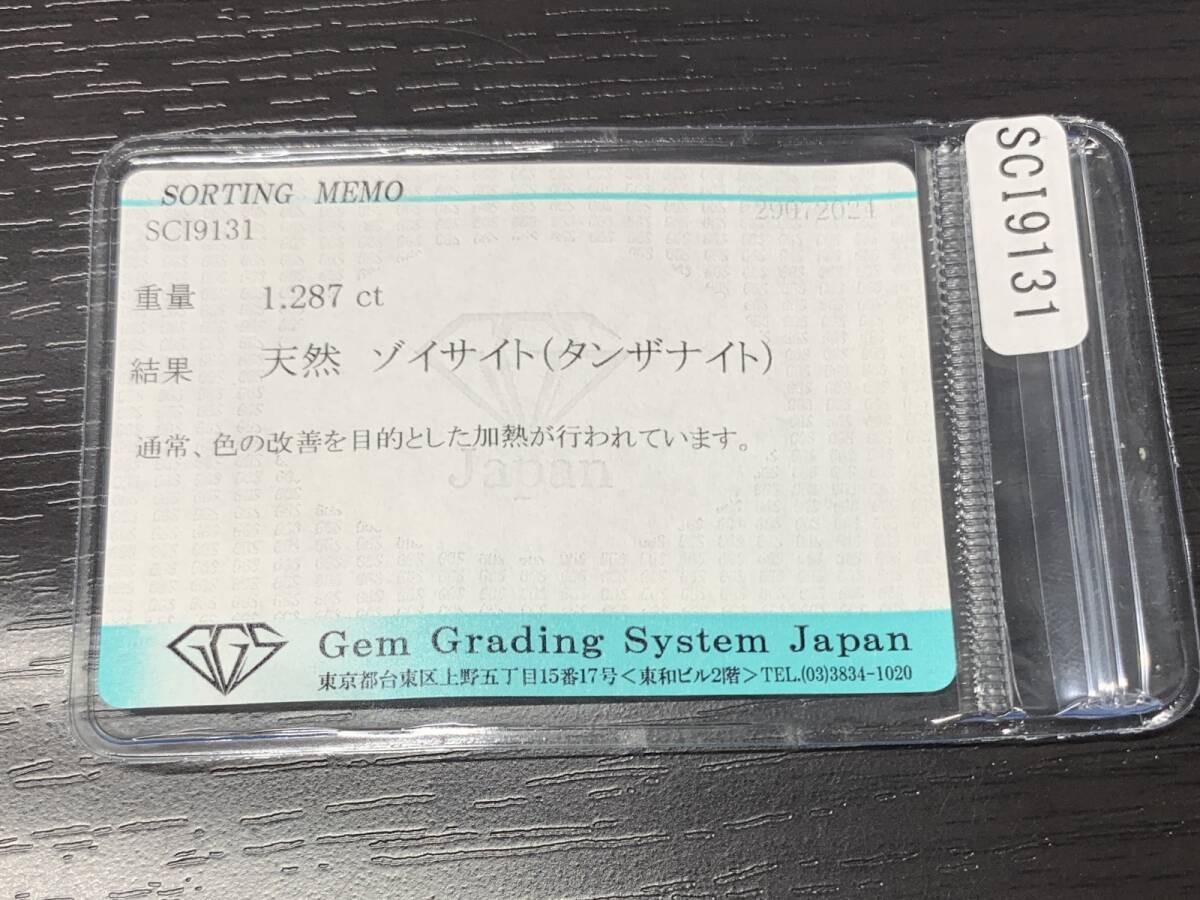 SORTING MEMO
SCI9131
29072024
重量 1.287 ct
結果 天然 ゾイサイト(タンザナイト)
通常、色の改善を目的とした加熱が行われています。
Japan
GGS
Gem Grading System Japan
東京都台東区上野五丁目15番17号<東和ビル2階>TEL.(03)3834-1020
SCI9131